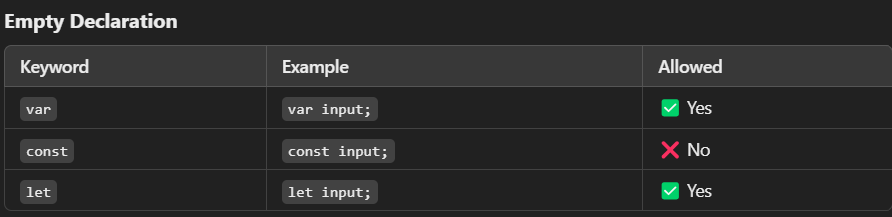 Empty Declaration
Keyword Example Allowed
var var input; ✅ Yes
const const input; ❌ No
let let input; ✅ Yes